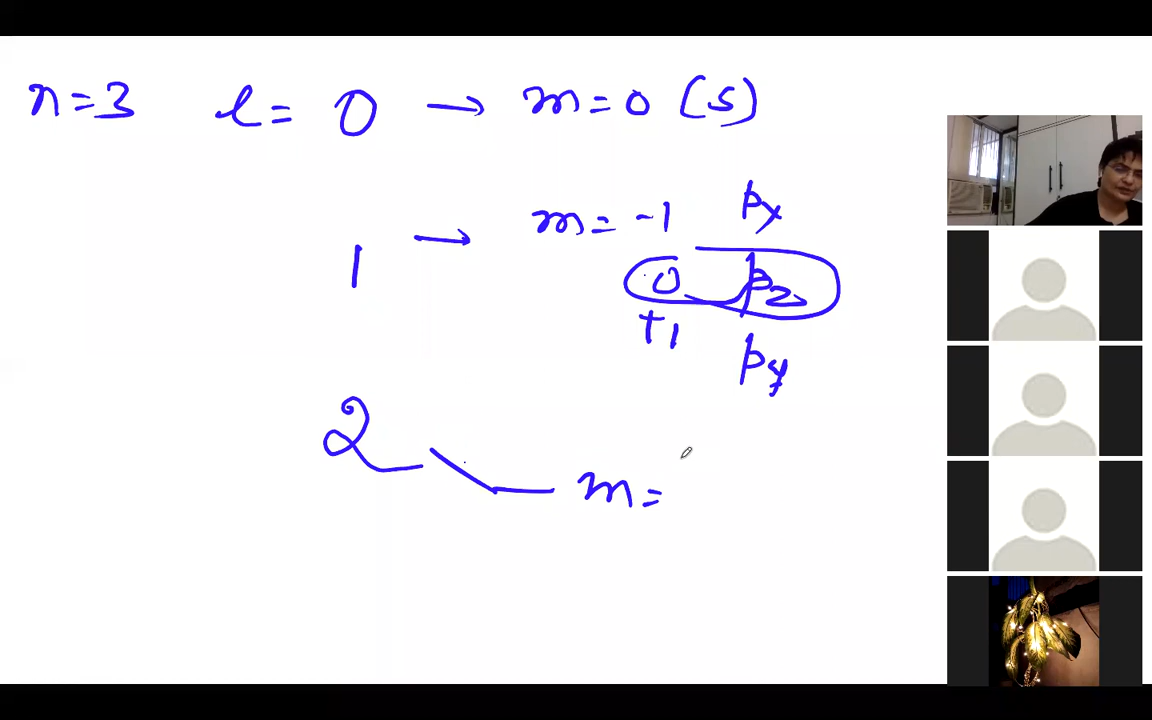 n=3 l= 0 → m=0 (s)
1 → m= -1 px
0 pz
+1 py
2 m=